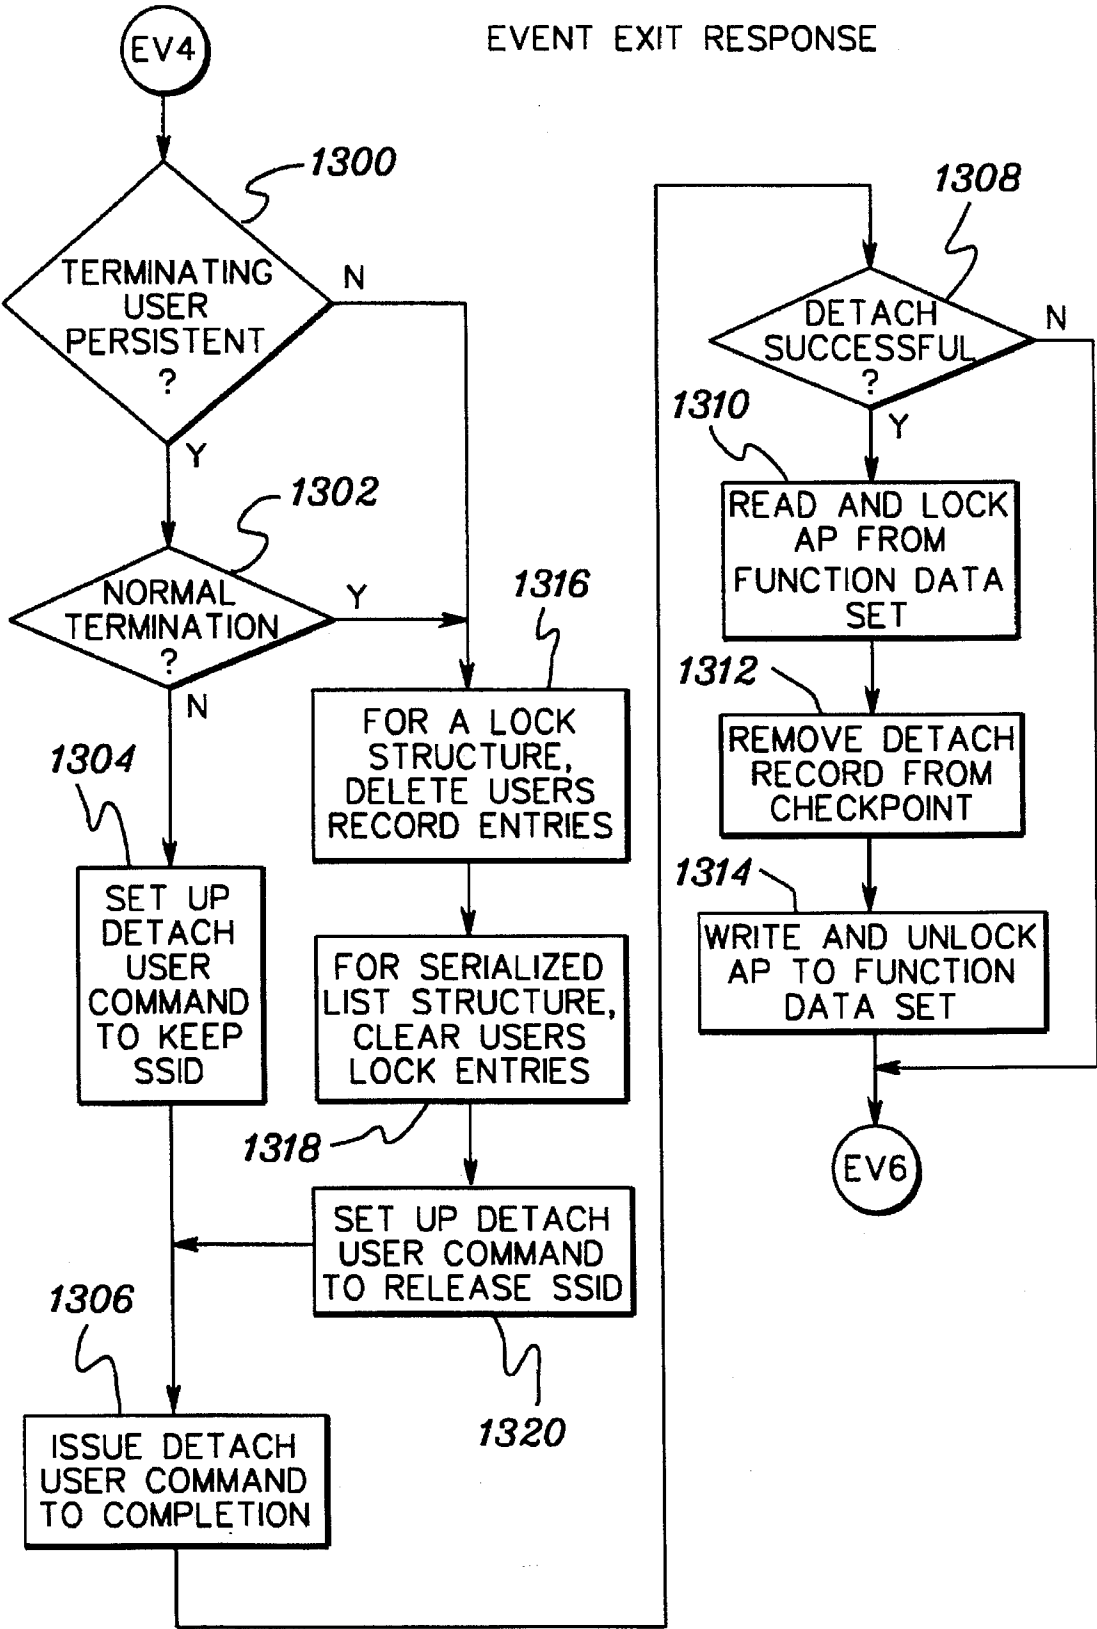 EV4
EVENT EXIT RESPONSE
1300
TERMINATING
USER
PERSISTENT
?
N
Y
1302
NORMAL
TERMINATION
?
Y
N
1304
SET UP
DETACH
USER
COMMAND
TO KEEP
SSID
1316
FOR A LOCK
STRUCTURE,
DELETE USERS
RECORD ENTRIES
FOR SERIALIZED
LIST STRUCTURE,
CLEAR USERS
LOCK ENTRIES
1318
SET UP DETACH
USER COMMAND
TO RELEASE SSID
1320
1306
ISSUE DETACH
USER COMMAND
TO COMPLETION
1308
DETACH
SUCCESSFUL
?
N
Y
1310
READ AND LOCK
AP FROM
FUNCTION DATA
SET
1312
REMOVE DETACH
RECORD FROM
CHECKPOINT
1314
WRITE AND UNLOCK
AP TO FUNCTION
DATA SET
EV6